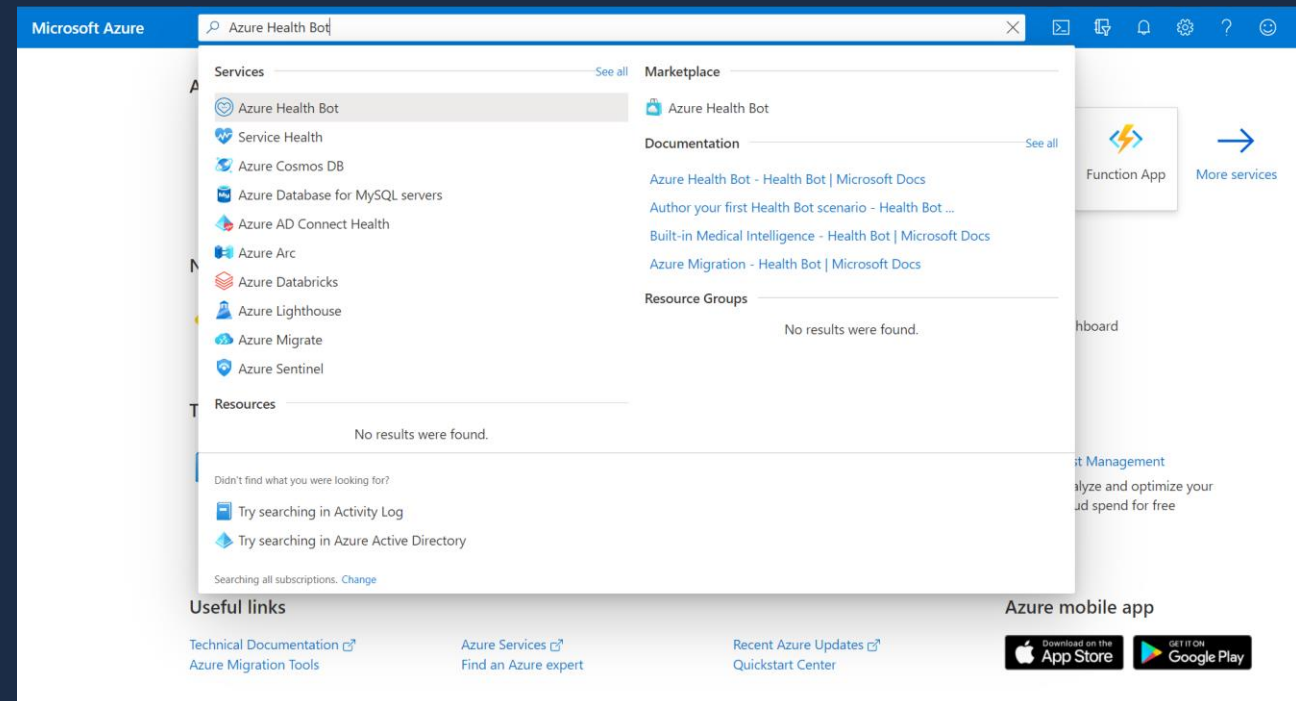 Microsoft Azure
Azure Health Bot
Services
See all
Azure Health Bot
Service Health
Azure Cosmos DB
Azure Database for MySQL servers
Azure AD Connect Health
Azure Arc
Azure Databricks
Azure Lighthouse
Azure Migrate
Azure Sentinel
Resources
No results were found.
Marketplace
Azure Health Bot
Documentation
See all
Azure Health Bot - Health Bot | Microsoft Docs
Author your first Health Bot scenario - Health Bot ...
Built-in Medical Intelligence - Health Bot | Microsoft Docs
Azure Migration - Health Bot | Microsoft Docs
Resource Groups
No results were found.
Didn't find what you were looking for?
Try searching in Activity Log
Try searching in Azure Active Directory
Searching all subscriptions. Change
Function App
More services
hboard
st Management
alyze and optimize your
ud spend for free
Useful links
Technical Documentation
Azure Services
Recent Azure Updates
Azure Migration Tools
Find an Azure expert
Quickstart Center
Azure mobile app
Download on the
App Store
GET IT ON
Google Play